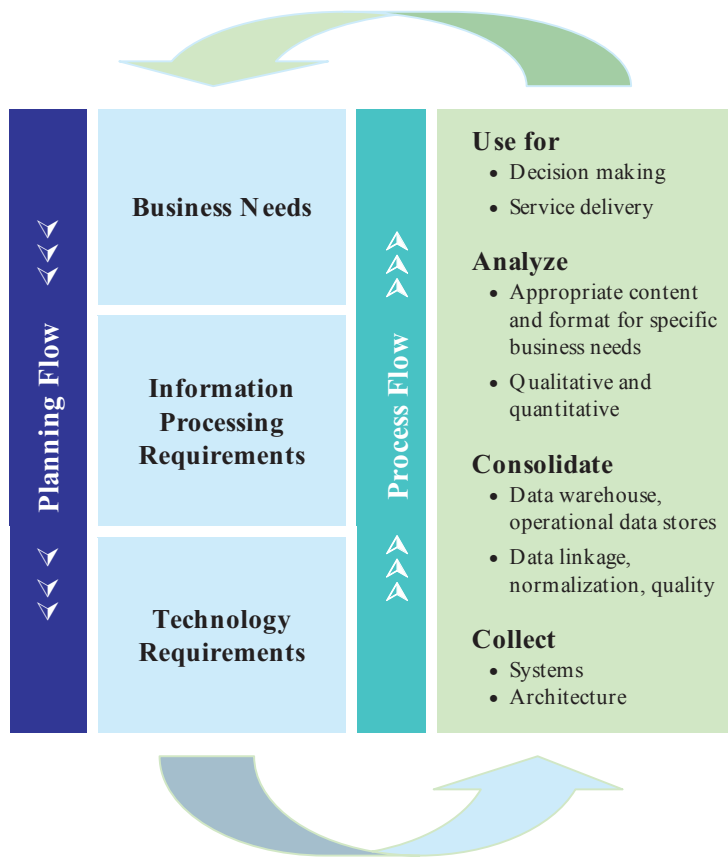 Planning Flow
Business Needs
Information
Processing
Requirements
Technology
Requirements
Process Flow
Use for
• Decision making
• Service delivery
Analyze
• Appropriate content
and format for specific
business needs
• Qualitative and
quantitative
Consolidate
• Data warehouse,
operational data stores
• Data linkage,
normalization, quality
Collect
• Systems
• Architecture